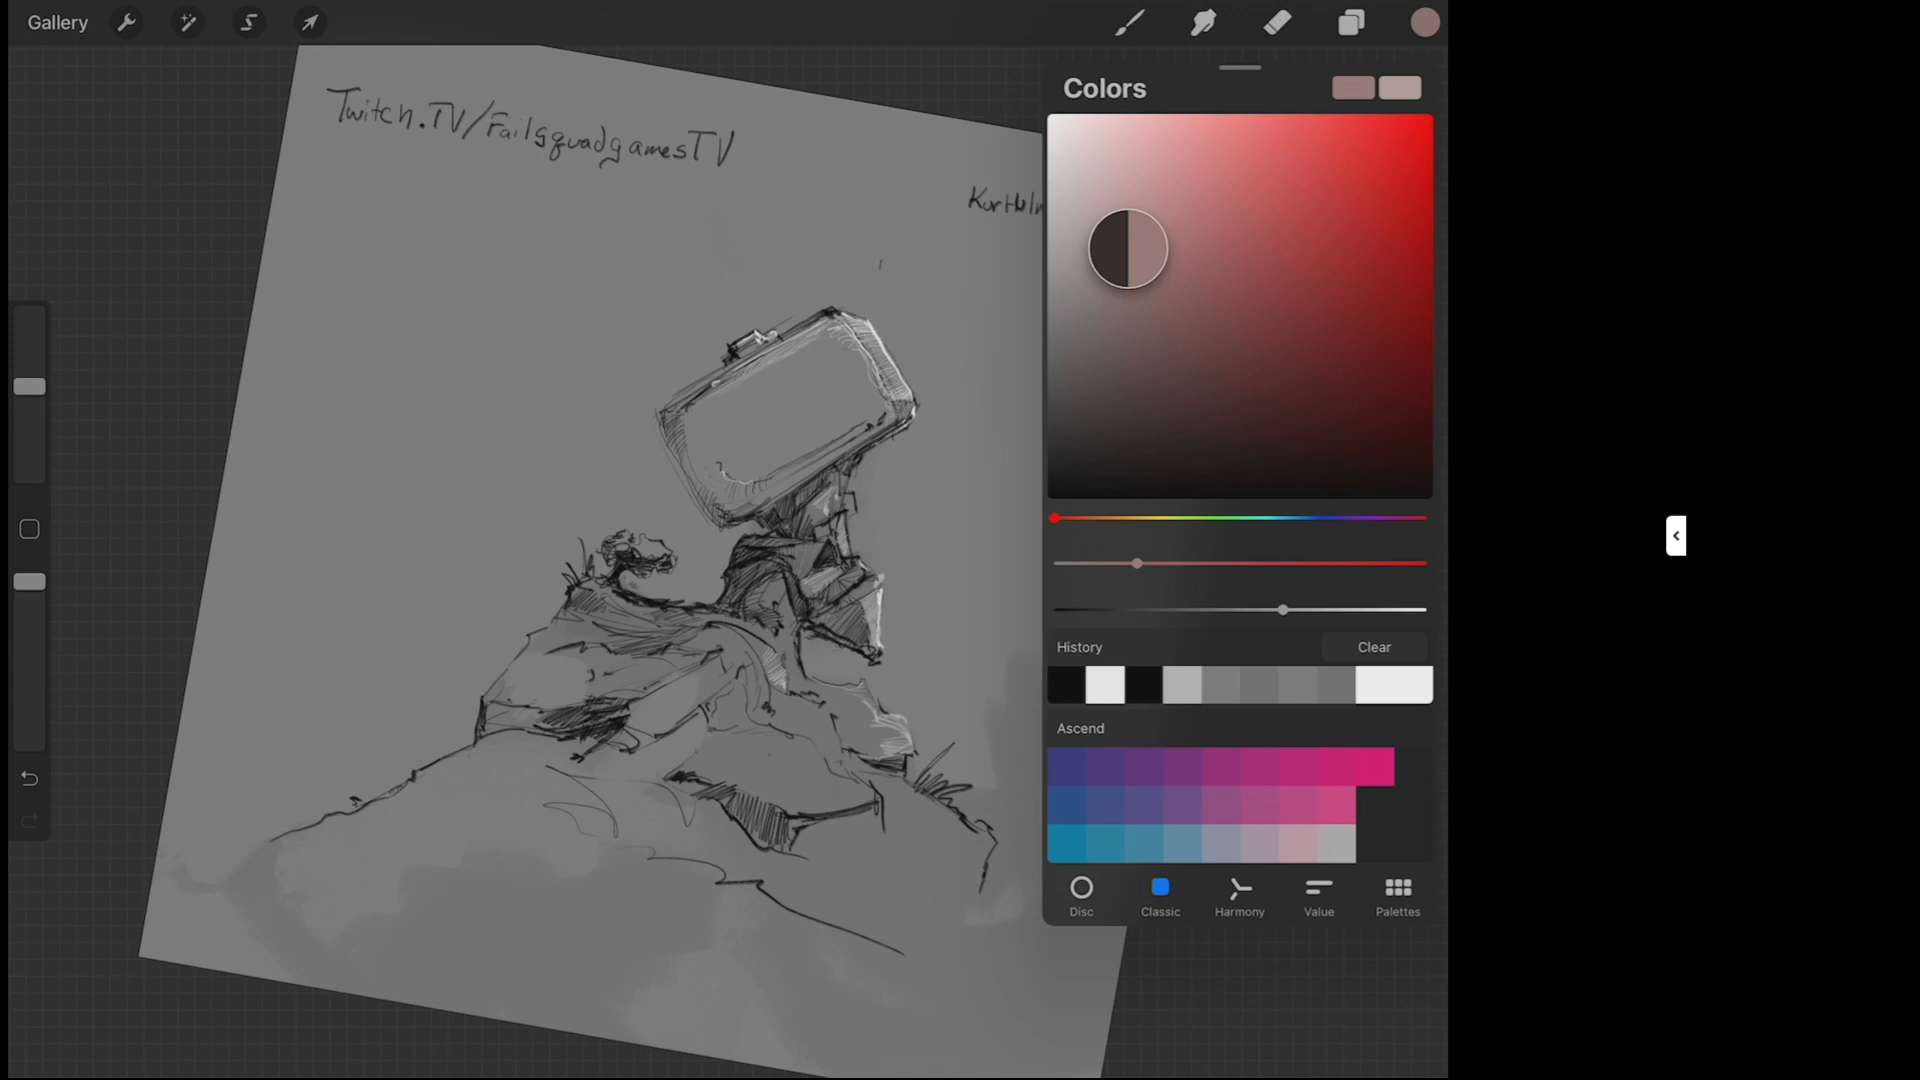 Gallery
Twitch.TV/FailsquadgamesTV
Colors
History
Clear
Ascend
Disc
Classic
Harmony
Value
Palettes